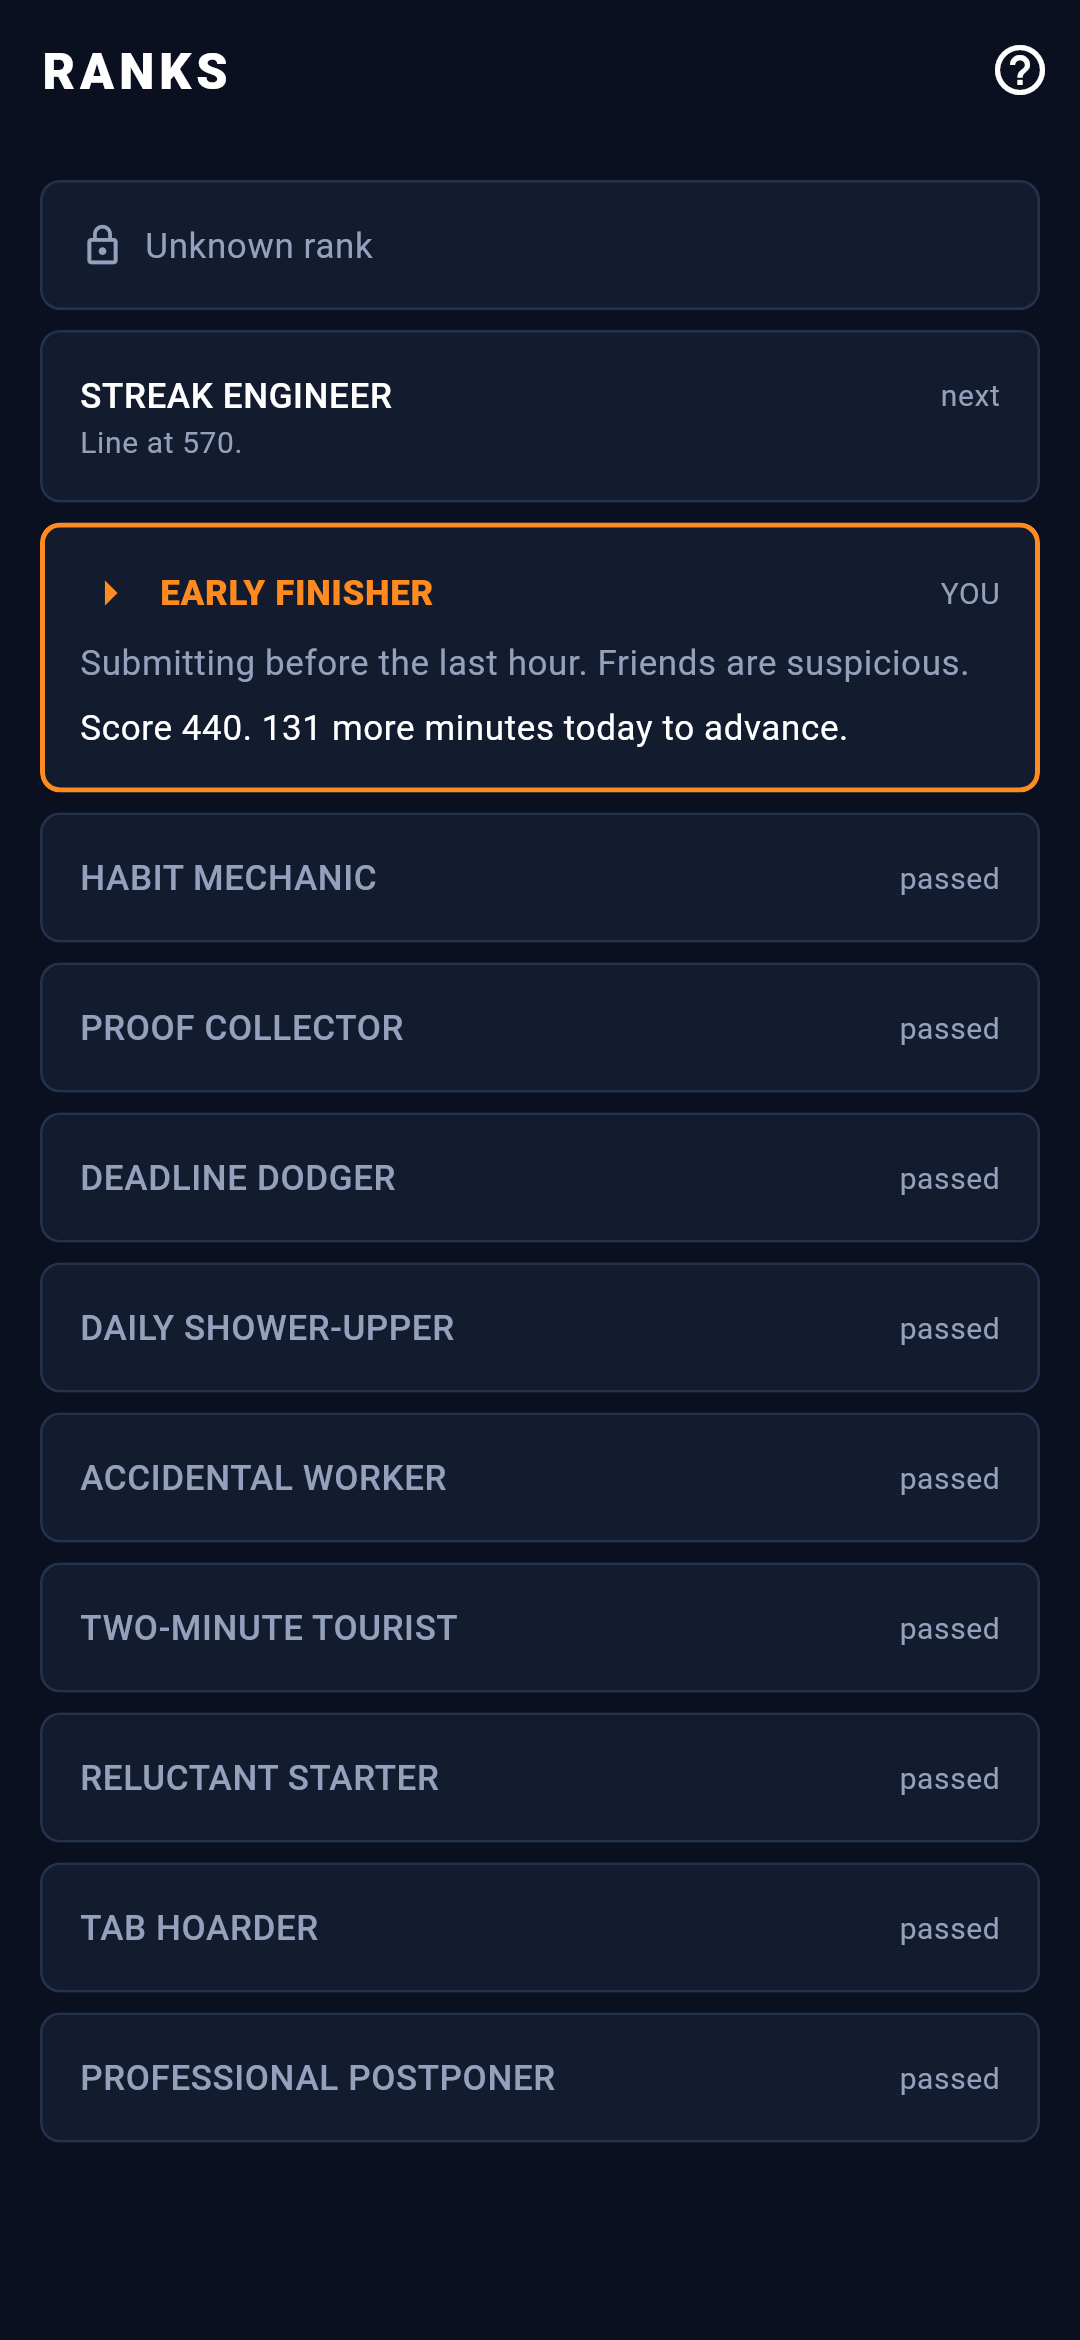 RANKS
Unknown rank
STREAK ENGINEER next
Line at 570.
EARLY FINISHER YOU
Submitting before the last hour. Friends are suspicious.
Score 440. 131 more minutes today to advance.
HABIT MECHANIC passed
PROOF COLLECTOR passed
DEADLINE DODGER passed
DAILY SHOWER-UPPER passed
ACCIDENTAL WORKER passed
TWO-MINUTE TOURIST passed
RELUCTANT STARTER passed
TAB HOARDER passed
PROFESSIONAL POSTPONER passed